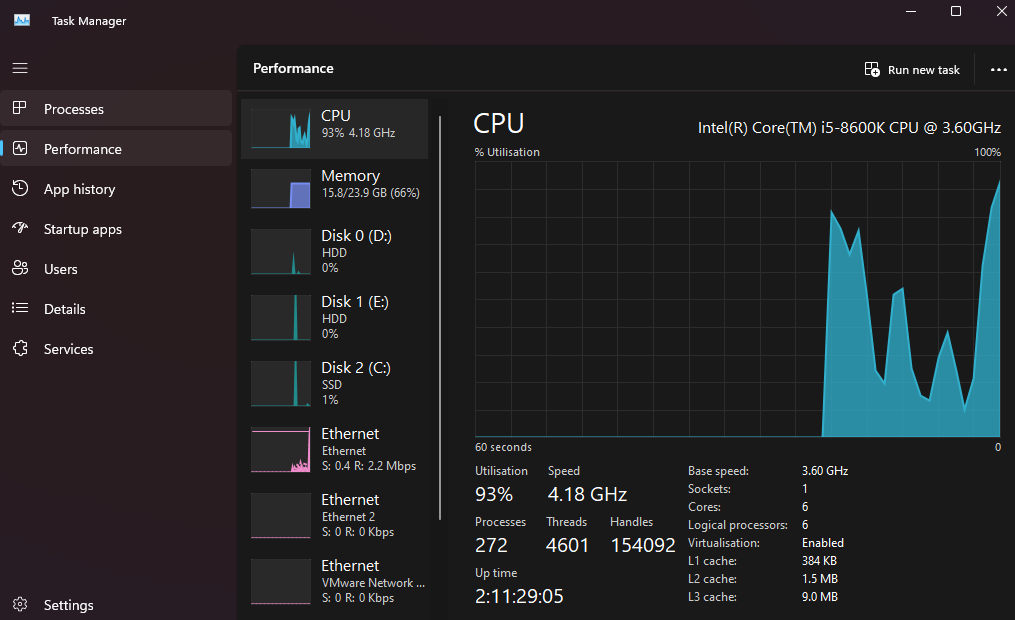 Task Manager
Performance
Run new task
Processes
Performance
App history
Startup apps
Users
Details
Services
Settings
CPU
93% 4.18 GHz
Memory
15.8/23.9 GB (66%)
Disk 0 (D:)
HDD
0%
Disk 1 (E:)
HDD
0%
Disk 2 (C:)
SSD
1%
Ethernet
Ethernet
S: 0.4 R: 2.2 Mbps
Ethernet
Ethernet 2
S: 0 R: 0 Kbps
Ethernet
VMware Network ...
S: 0 R: 0 Kbps
CPU
Intel(R) Core(TM) i5-8600K CPU @ 3.60GHz
% Utilisation 100%
60 seconds 0
Utilisation Speed
93% 4.18 GHz
Processes Threads Handles
272 4601 154092
Up time
2:11:29:05
Base speed: 3.60 GHz
Sockets: 1
Cores: 6
Logical processors: 6
Virtualisation: Enabled
L1 cache: 384 KB
L2 cache: 1.5 MB
L3 cache: 9.0 MB